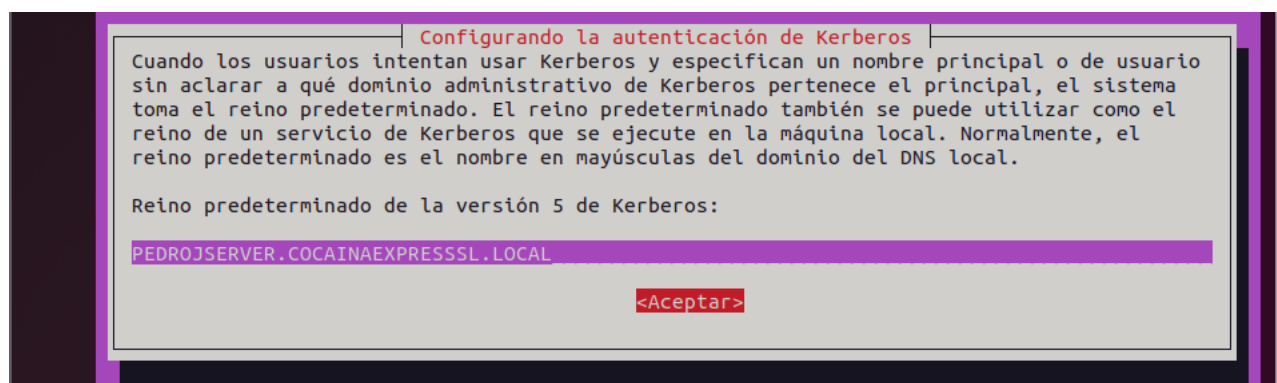 Configurando la autenticación de Kerberos
Cuando los usuarios intentan usar Kerberos y especifican un nombre principal o de usuario
sin aclarar a qué dominio administrativo de Kerberos pertenece el principal, el sistema
toma el reino predeterminado. El reino predeterminado también se puede utilizar como el
reino de un servicio de Kerberos que se ejecute en la máquina local. Normalmente, el
reino predeterminado es el nombre en mayúsculas del dominio del DNS local.
Reino predeterminado de la versión 5 de Kerberos:
PEDROJSERVER.COCAINAEXPRESSSL.LOCAL
<Aceptar>